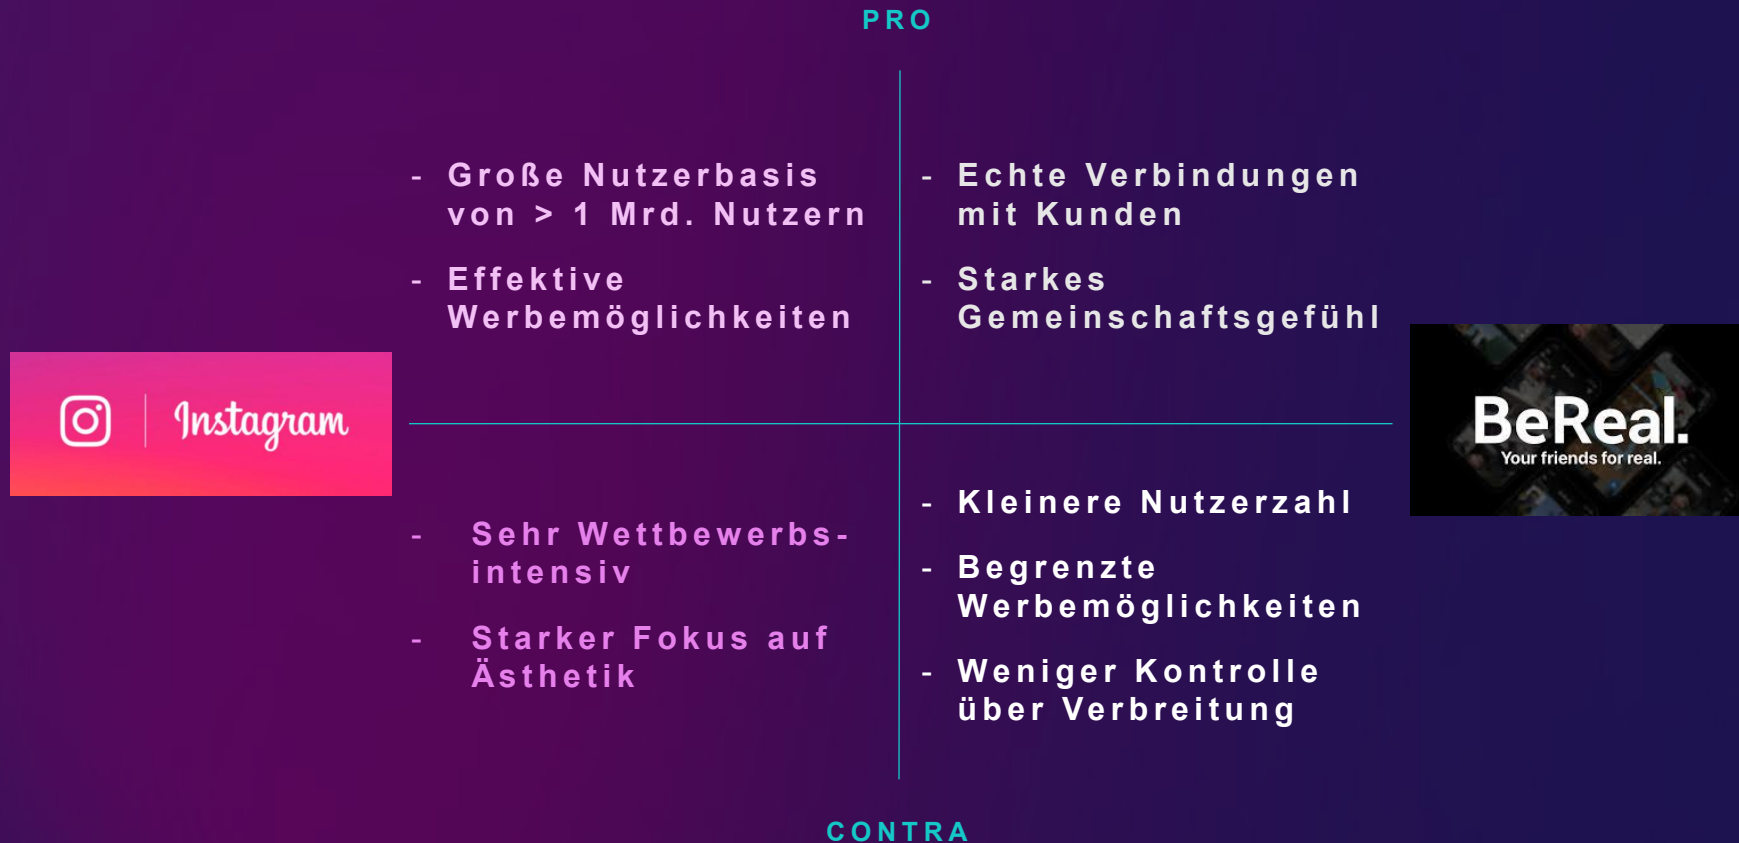 PRO
- Große Nutzerbasis
von > 1 Mrd. Nutzern
- Effektive
Werbemöglichkeiten
- Echte Verbindungen
mit Kunden
- Starkes
Gemeinschaftsgefühl
Instagram
BeReal.
Your friends for real.
- Sehr Wettbewerbs-
intensiv
- Starker Fokus auf
Ästhetik
- Kleinere Nutzerzahl
- Begrenzte
Werbemöglichkeiten
- Weniger Kontrolle
über Verbreitung
CONTRA